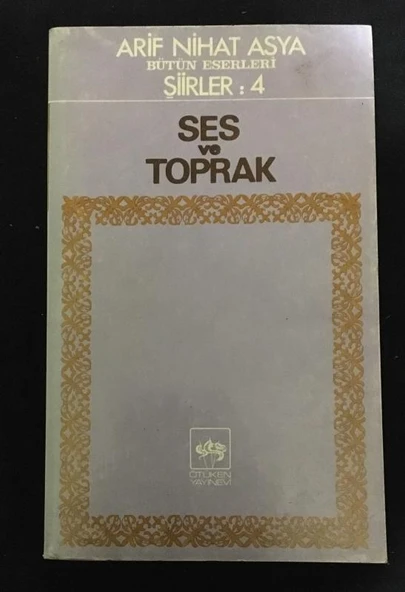 ARİF NİHAT ASYA
BÜTÜN ESERLERİ
ŞİİRLER : 4
SES
ve
TOPRAK
ÖTÜKEN
YAYINEVİ